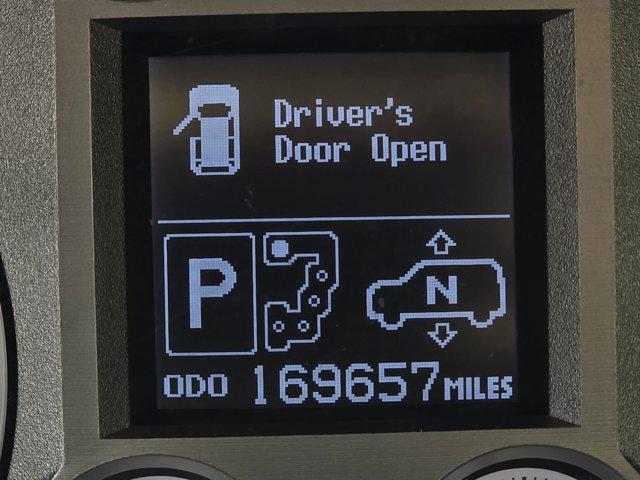 Driver's
Door Open
P
N
ODO 169657 MILES